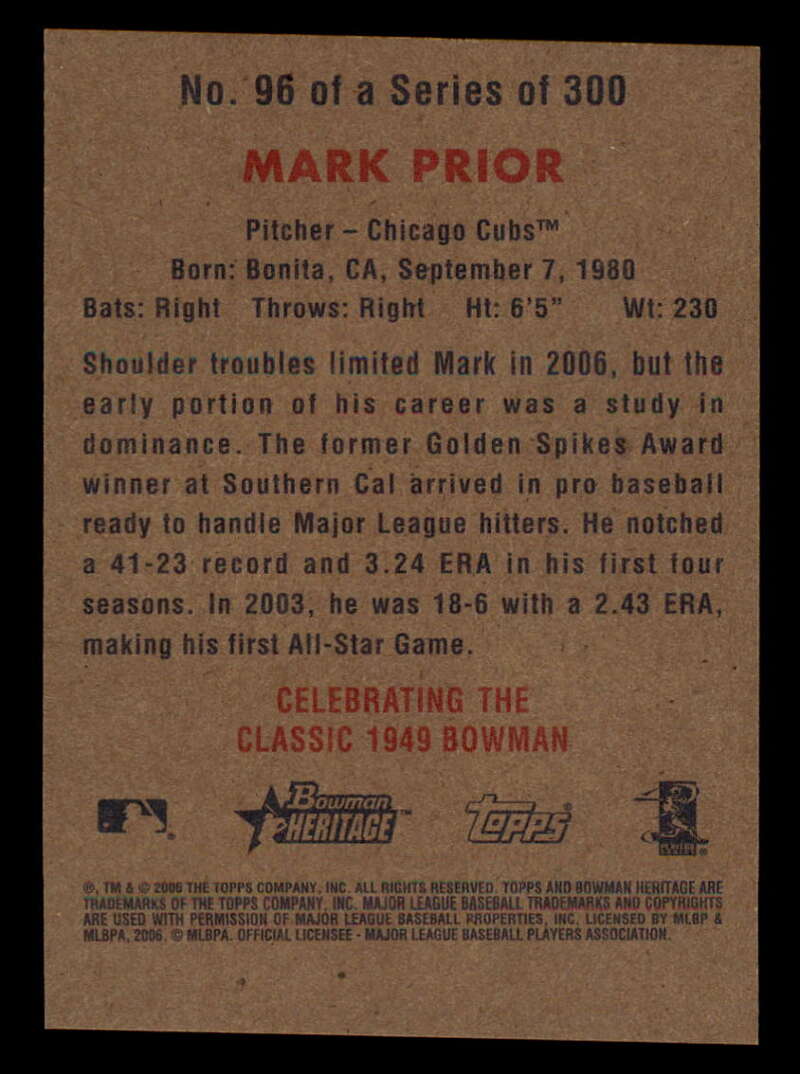 No. 96 of a Series of 300
MARK PRIOR
Pitcher – Chicago Cubs™
Born: Bonita, CA, September 7, 1980
Bats: Right Throws: Right Ht: 6'5" Wt: 230
Shoulder troubles limited Mark in 2006, but the
early portion of his career was a study in
dominance. The former Golden Spikes Award
winner at Southern Cal arrived in pro baseball
ready to handle Major League hitters. He notched
a 41-23 record and 3.24 ERA in his first four
seasons. In 2003, he was 18-6 with a 2.43 ERA,
making his first All-Star Game.
CELEBRATING THE
CLASSIC 1949 BOWMAN
Bowman HERITAGE™ Topps®
®, TM & © 2006 THE TOPPS COMPANY, INC. ALL RIGHTS RESERVED. TOPPS AND BOWMAN HERITAGE ARE
TRADEMARKS OF THE TOPPS COMPANY, INC. MAJOR LEAGUE BASEBALL TRADEMARKS AND COPYRIGHTS
ARE USED WITH PERMISSION OF MAJOR LEAGUE BASEBALL PROPERTIES, INC. LICENSED BY MLBP &
MLBPA, 2006. © MLBPA. OFFICIAL LICENSEE - MAJOR LEAGUE BASEBALL PLAYERS ASSOCIATION.